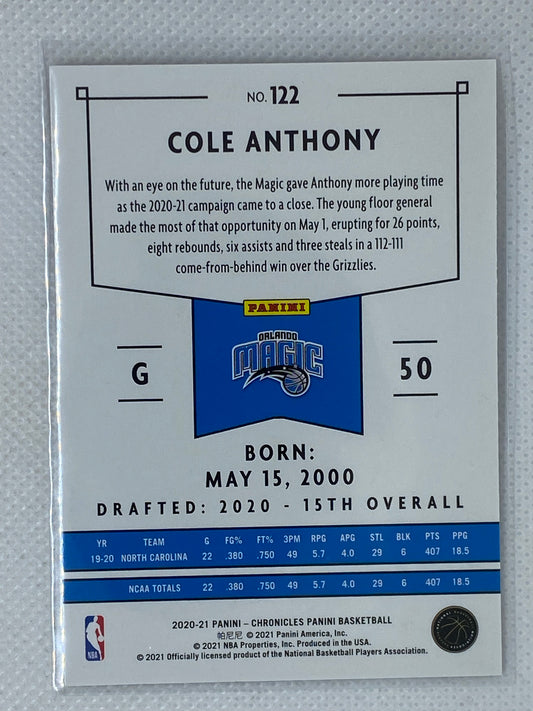 NO. 122
COLE ANTHONY
With an eye on the future, the Magic gave Anthony more playing time
as the 2020-21 campaign came to a close. The young floor general
made the most of that opportunity on May 1, erupting for 26 points,
eight rebounds, six assists and three steals in a 112-111
come-from-behind win over the Grizzlies.
PANINI
ORLANDO
MAGIC
G
50
BORN:
MAY 15, 2000
DRAFTED: 2020 - 15TH OVERALL
YR TEAM G FG% FT% 3PM RPG APG STL BLK PTS PPG
19-20 NORTH CAROLINA 22 .380 .750 49 5.7 4.0 29 6 407 18.5
NCAA TOTALS 22 .380 .750 49 5.7 4.0 29 6 407 18.5
2020-21 PANINI – CHRONICLES PANINI BASKETBALL
帕尼尼 © 2021 Panini America, Inc.
© 2021 NBA Properties, Inc. Produced in the USA.
© 2021 Officially licensed product of the National Basketball Players Association.
NBA